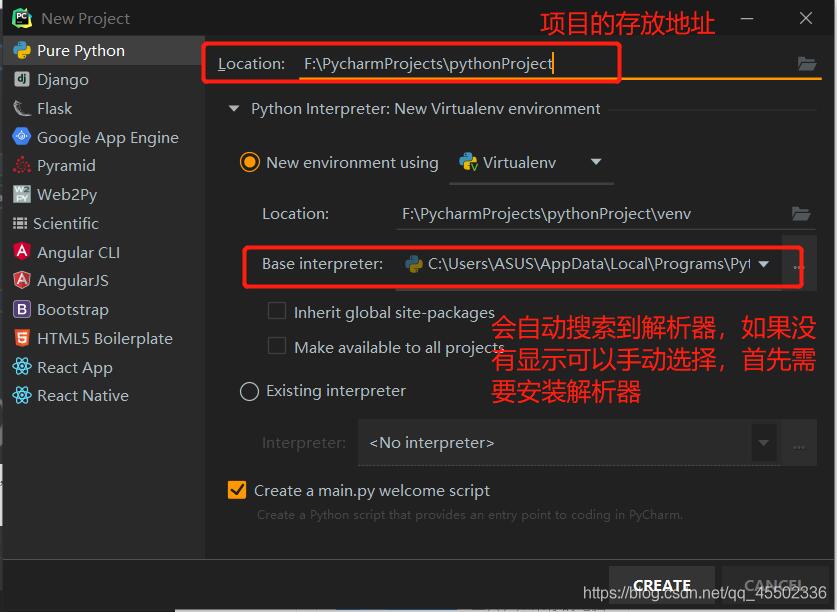 New Project
项目的存放地址
Pure Python
Django
Flask
Google App Engine
Pyramid
Web2Py
Scientific
Angular CLI
AngularJS
Bootstrap
HTML5 Boilerplate
React App
React Native
Location: F:\PycharmProjects\pythonProject
Python Interpreter: New Virtualenv environment
New environment using Virtualenv
Location: F:\PycharmProjects\pythonProject\venv
Base interpreter: C:\Users\ASUS\AppData\Local\Programs\Pyt ...
Inherit global site-packages
Make available to all projects
会自动搜索到解析器，如果没
有显示可以手动选择，首先需
要安装解析器
Existing interpreter
Interpreter: <No interpreter> ...
Create a main.py welcome script
Create a Python script that provides an entry point to coding in PyCharm.
CREATE CANCEL
https://blog.csdn.net/qq_45502336